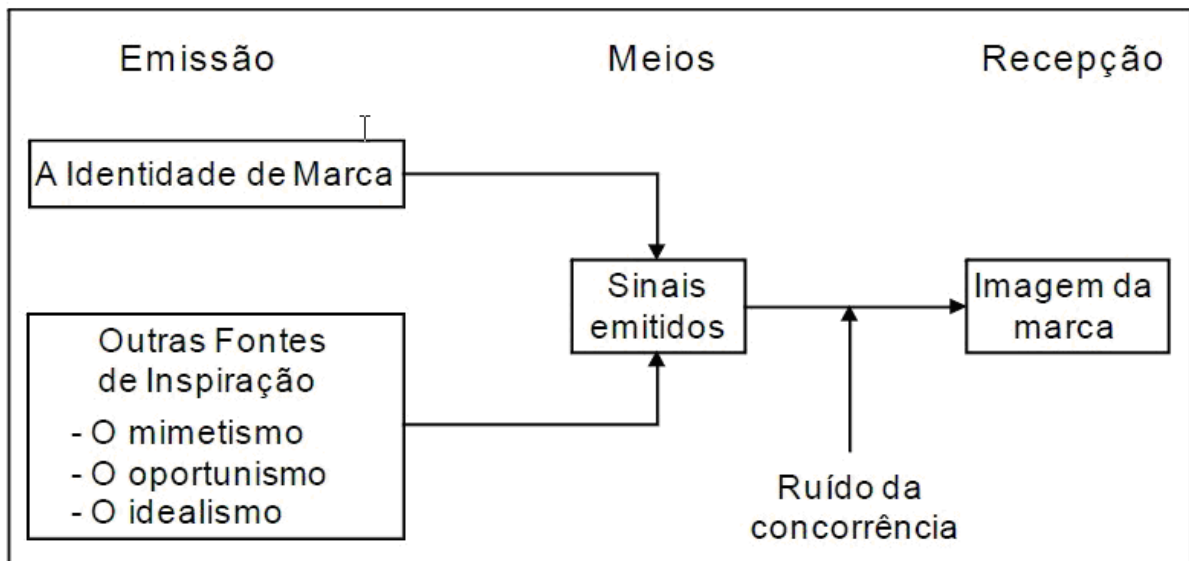 Emissão
Meios
Recepção
A Identidade de Marca
Outras Fontes
de Inspiração
- O mimetismo
- O oportunismo
- O idealismo
Sinais
emitidos
Imagem da
marca
Ruído da
concorrência